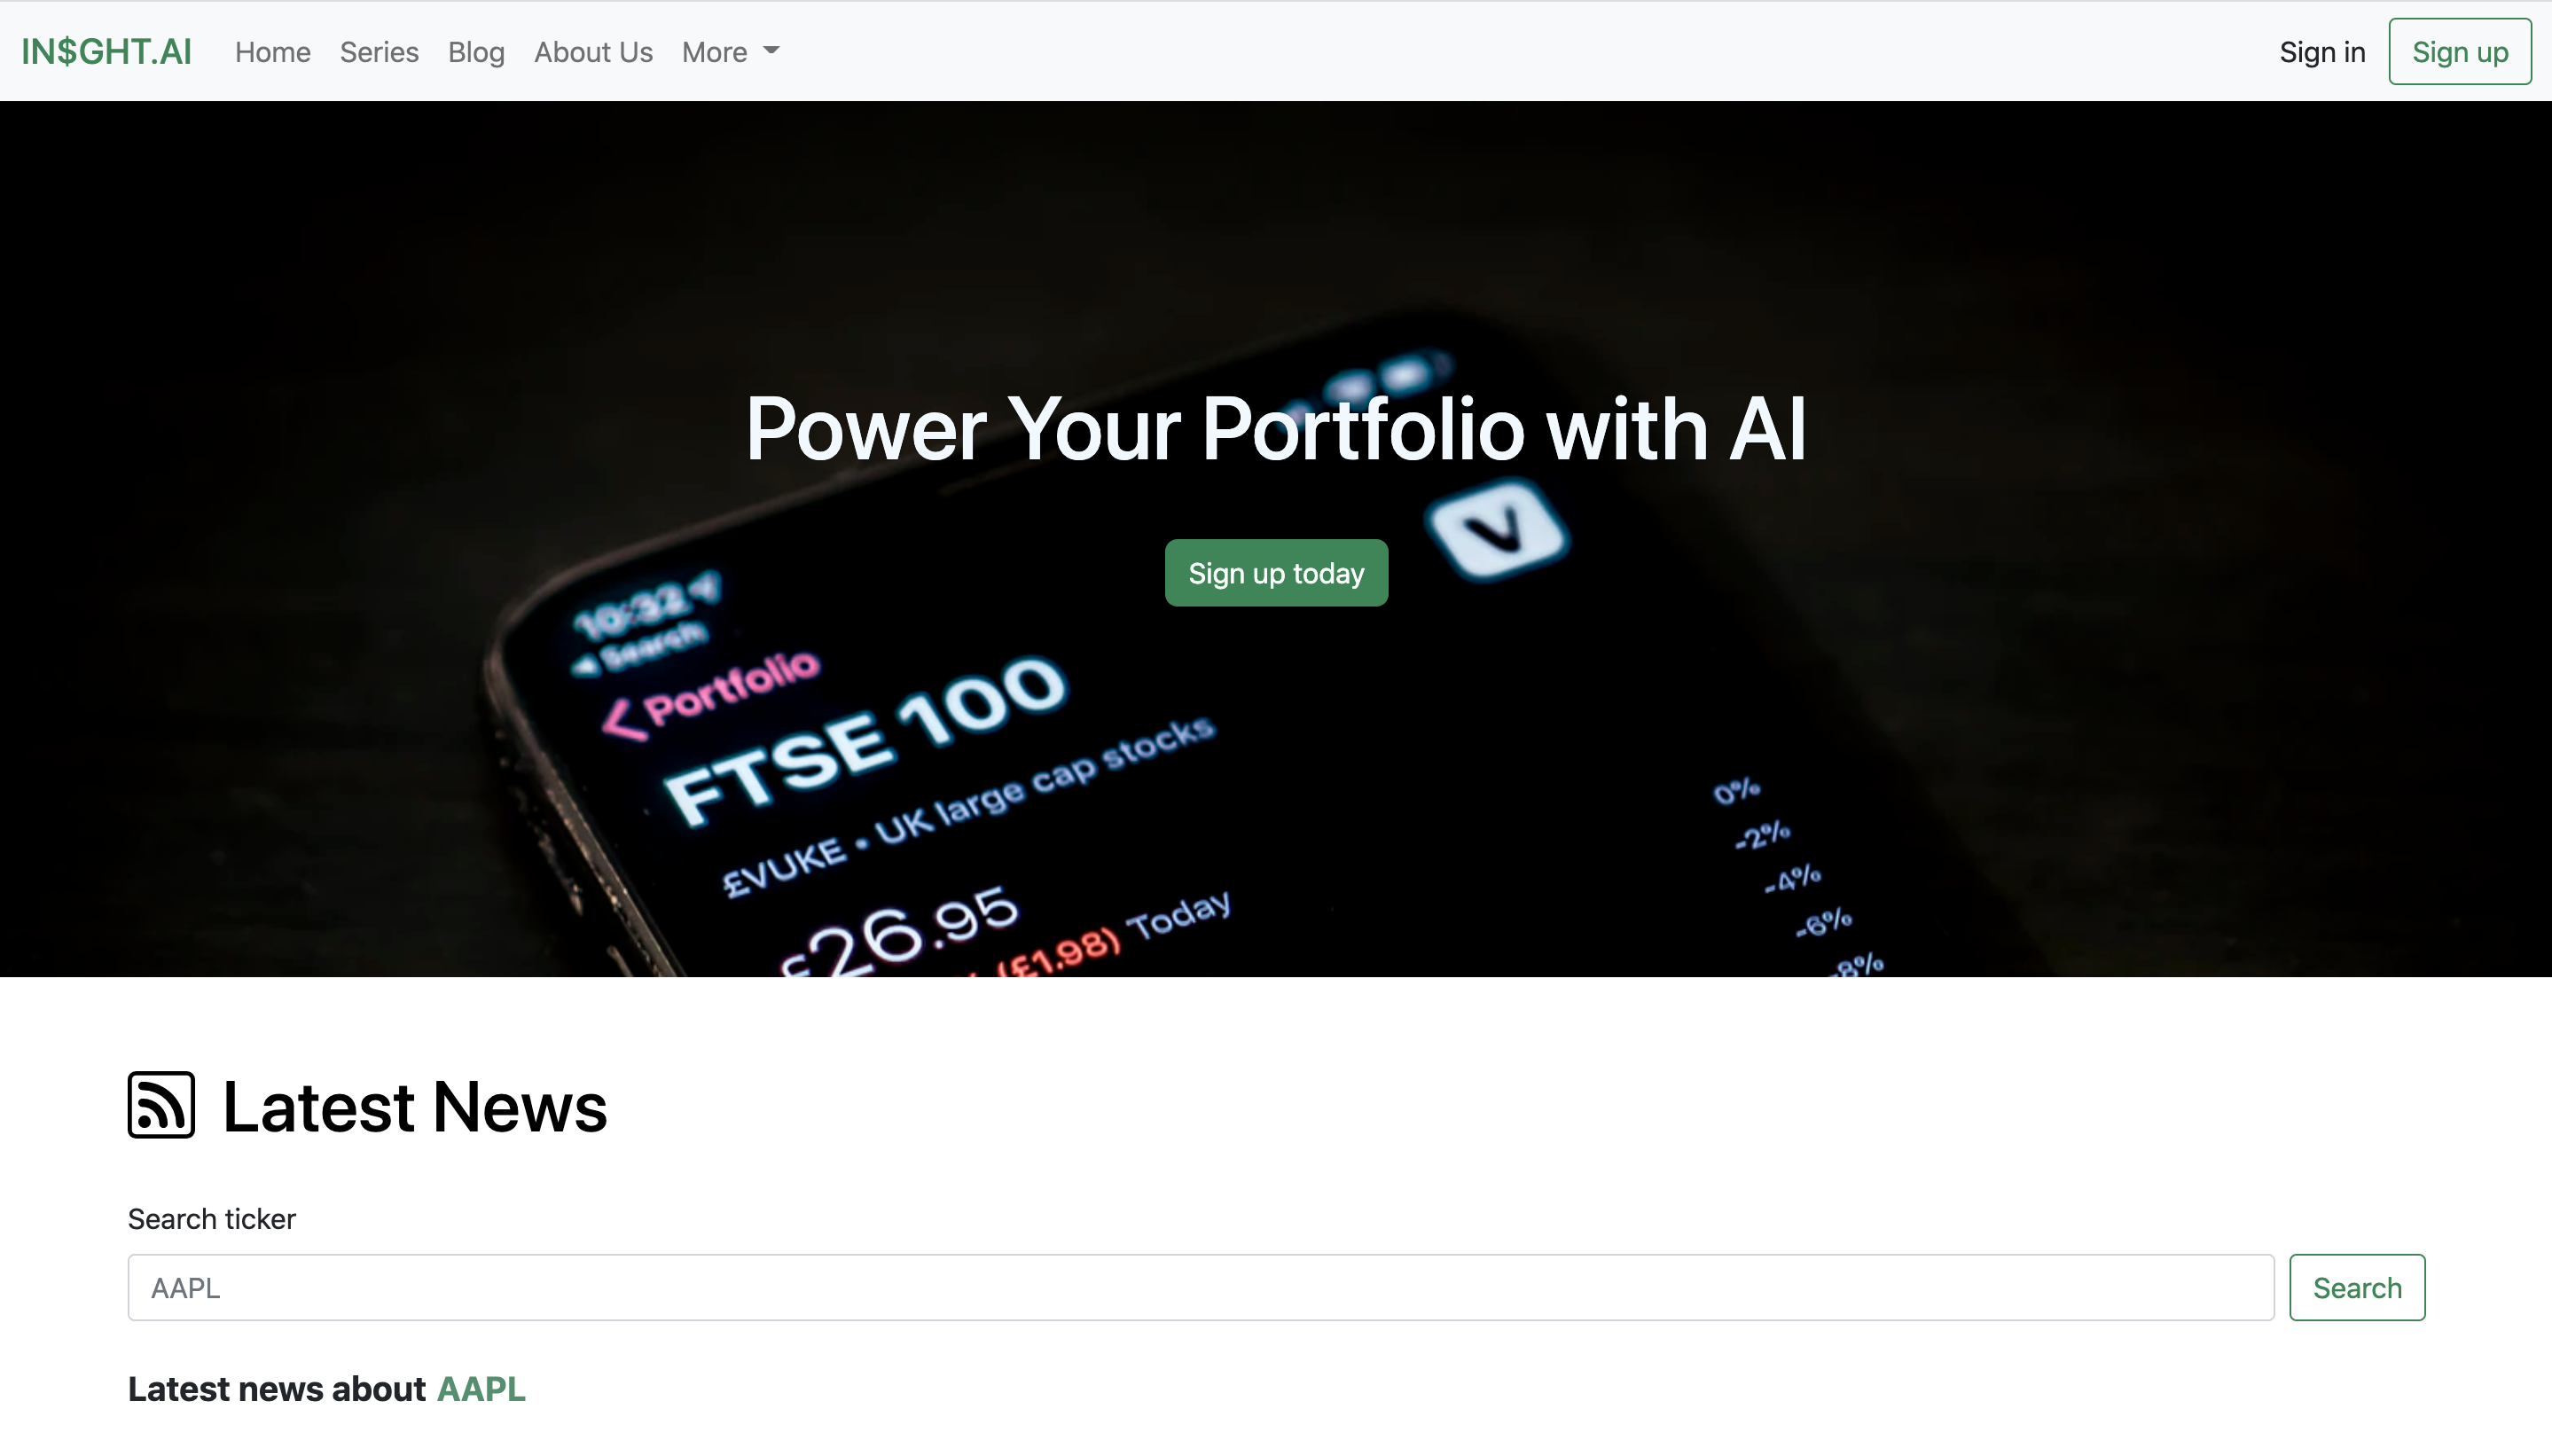 IN$GHT.AI Home Series Blog About Us More Sign in Sign up
Power Your Portfolio with AI
Sign up today
V
10:32
Search
Portfolio
FTSE 100
£VUKE • UK large cap stocks
£26.95
(£1.98) Today
0%
-2%
-4%
-6%
-8%
Latest News
Search ticker
AAPL Search
Latest news about AAPL